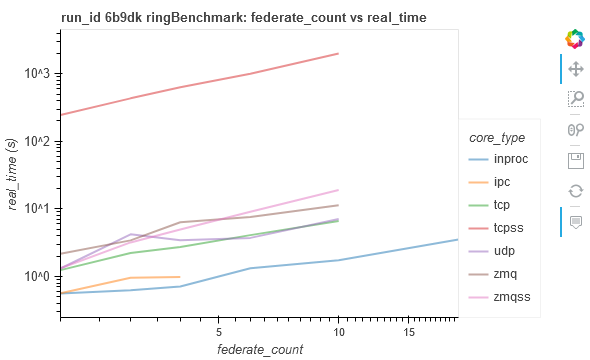 run_id 6b9dk ringBenchmark: federate_count vs real_time
real_time (s)
10^3
10^2
10^1
10^0
5
10
15
federate_count
core_type
inproc
ipc
tcp
tcpss
udp
zmq
zmqss